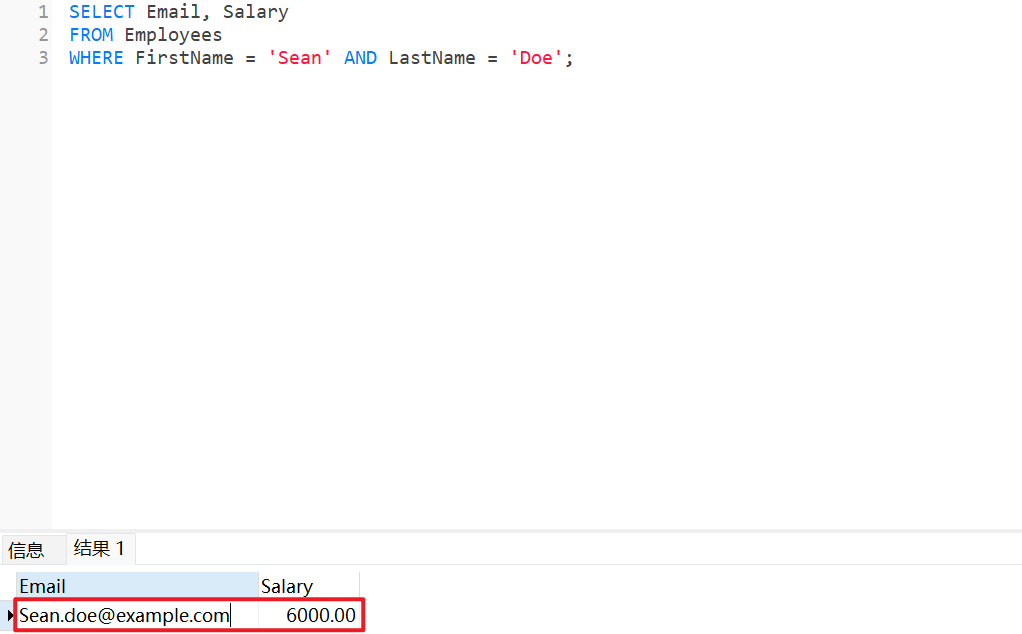 1 SELECT Email, Salary
2 FROM Employees
3 WHERE FirstName = 'Sean' AND LastName = 'Doe';
信息 结果 1
Email Salary
Sean.doe@example.com 6000.00